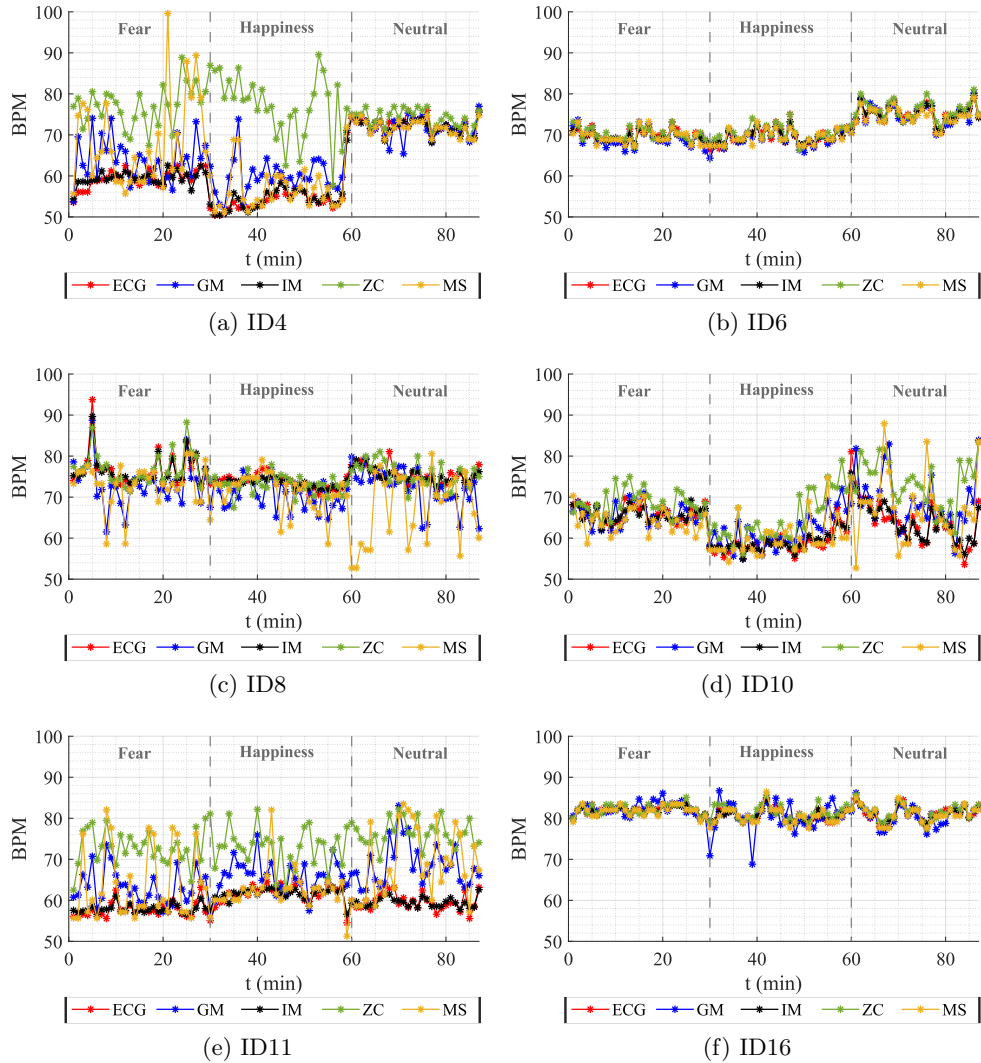 100 Fear Happiness Neutral
90
80
70
60
50
BPM
0 20 40 60 80
t (min)
ECG GM IM ZC MS
(a) ID4
100 Fear Happiness Neutral
90
80
70
60
50
BPM
0 20 40 60 80
t (min)
ECG GM IM ZC MS
(b) ID6
100 Fear Happiness Neutral
90
80
70
60
50
BPM
0 20 40 60 80
t (min)
ECG GM IM ZC MS
(c) ID8
100 Fear Happiness Neutral
90
80
70
60
50
BPM
0 20 40 60 80
t (min)
ECG GM IM ZC MS
(d) ID10
100 Fear Happiness Neutral
90
80
70
60
50
BPM
0 20 40 60 80
t (min)
ECG GM IM ZC MS
(e) ID11
100 Fear Happiness Neutral
90
80
70
60
50
BPM
0 20 40 60 80
t (min)
ECG GM IM ZC MS
(f) ID16